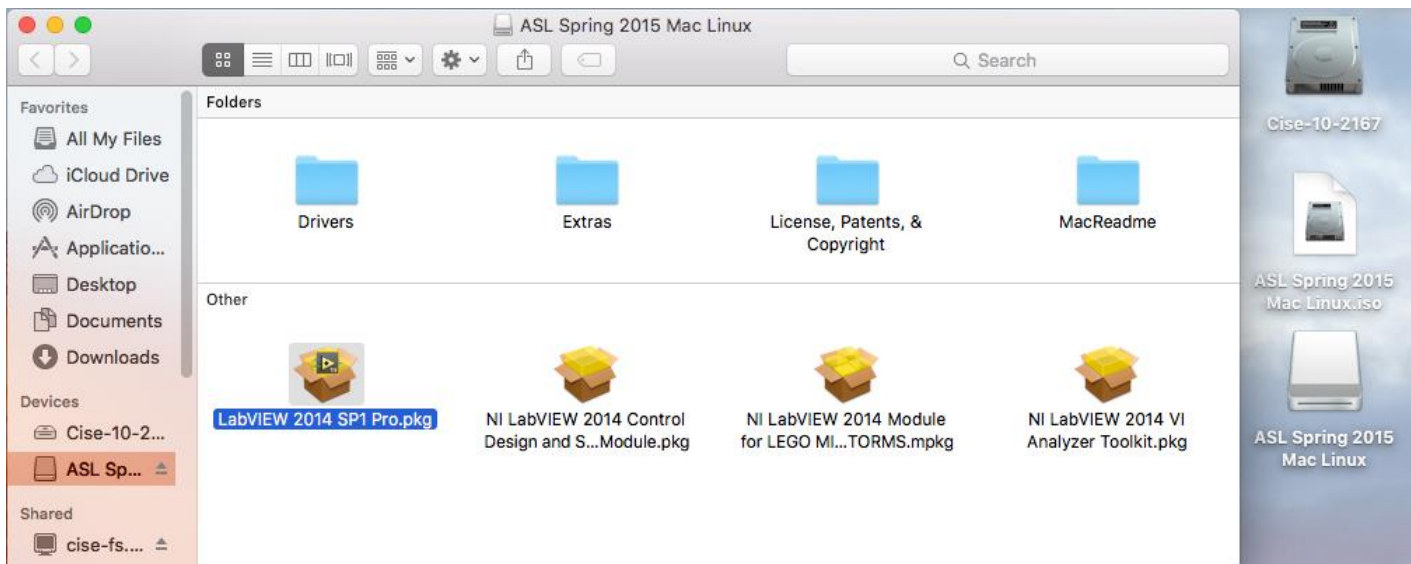 ASL Spring 2015 Mac Linux
Search
Favorites
All My Files
iCloud Drive
AirDrop
Applicatio...
Desktop
Documents
Downloads
Devices
Cise-10-2...
ASL Sp...
Shared
cise-fs....
Folders
Drivers
Extras
License, Patents, &
Copyright
MacReadme
Other
LabVIEW 2014 SP1 Pro.pkg
NI LabVIEW 2014 Control
Design and S...Module.pkg
NI LabVIEW 2014 Module
for LEGO MI...TORMS.mpkg
NI LabVIEW 2014 VI
Analyzer Toolkit.pkg
Cise-10-2167
ASL Spring 2015
Mac Linux.iso
ASL Spring 2015
Mac Linux